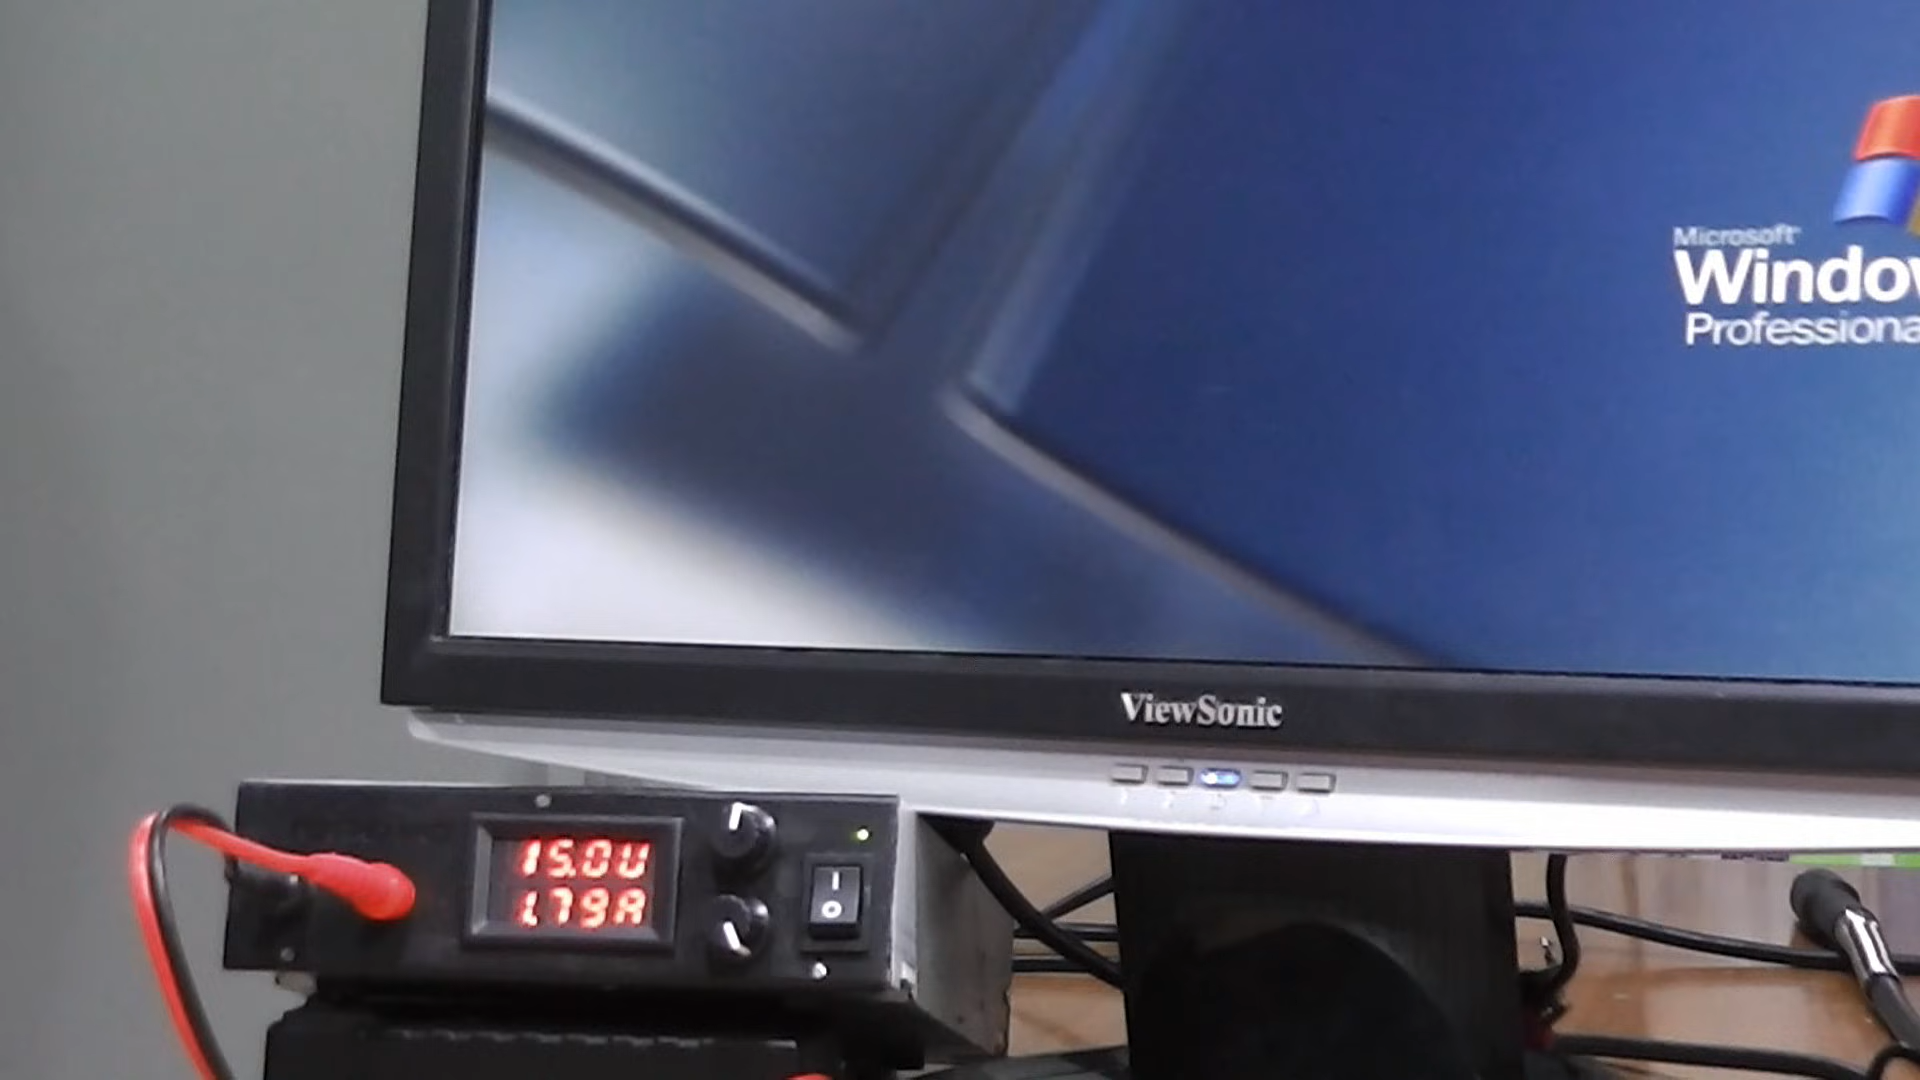 Microsoft
Window
Professiona
ViewSonic
15.0U
1.79A
I
O